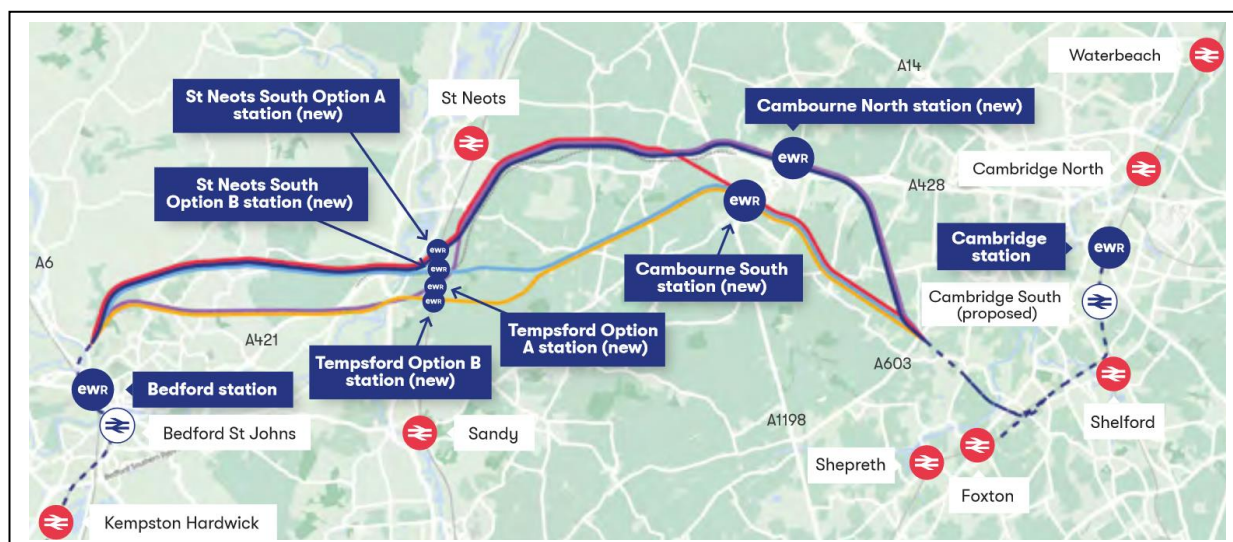 Waterbeach
A14
St Neots South Option A
station (new)
St Neots
Cambourne North station (new)
ewR
Cambridge North
St Neots South
Option B station (new)
A428
ewR
Cambridge
station
ewR
A6
ewR
ewR
ewR
ewR
Cambourne South
station (new)
Cambridge South
(proposed)
Tempsford Option
A station (new)
A421
Tempsford Option B
station (new)
A603
ewR
Bedford station
Shelford
A1198
Bedford St Johns
Sandy
Shepreth
Foxton
Kempston Hardwick